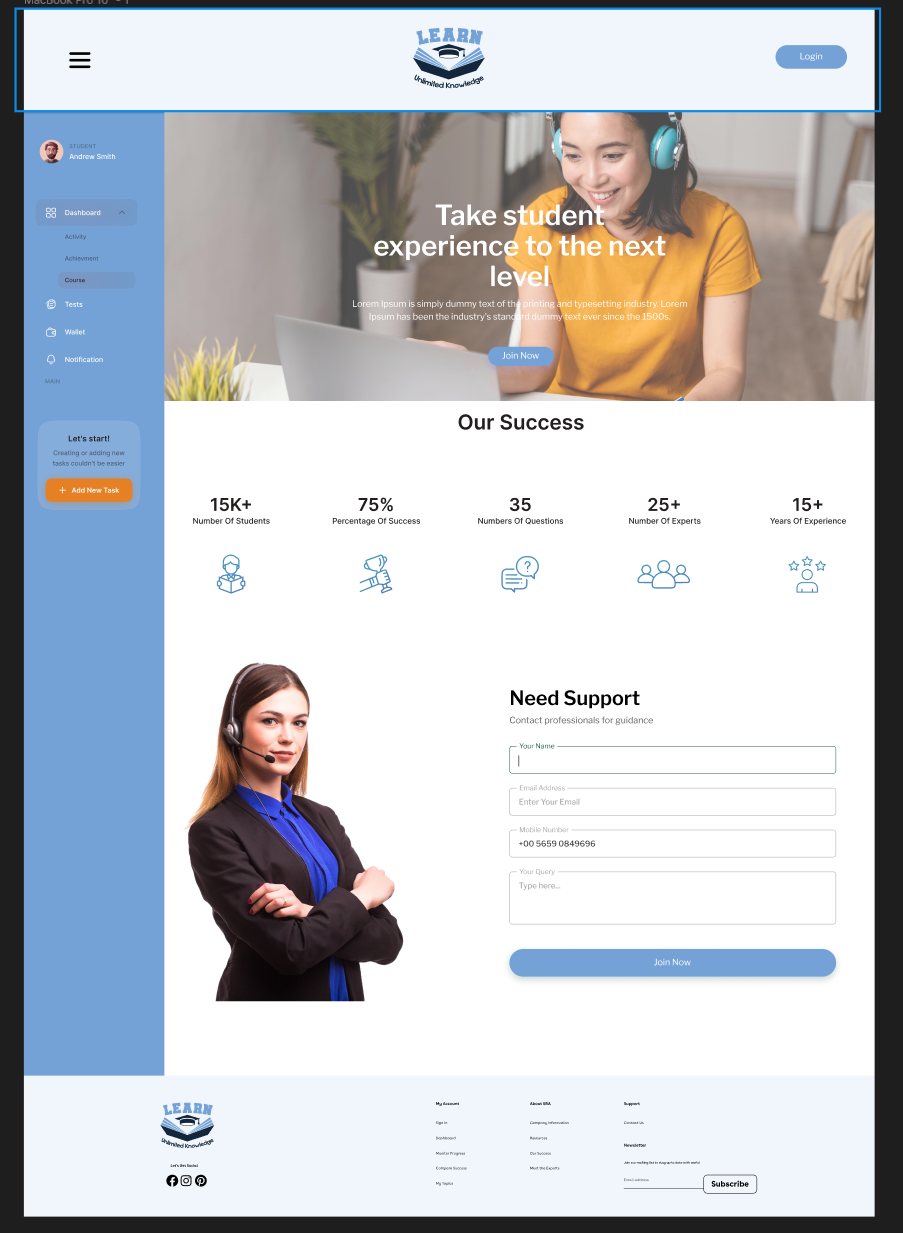 MacBook Pro 16" - 1
LEARN
Unlimited Knowledge
Login
STUDENT
Andrew Smith
Dashboard
Activity
Achievment
Course
Tests
Wallet
Notification
MAIN
Let's start!
Creating or adding new
tasks couldn't be easier
Add New Task
Take student
experience to the next
level
Lorem Ipsum is simply dummy text of the printing and typesetting industry. Lorem
Ipsum has been the industry's standard dummy text ever since the 1500s.
Join Now
Our Success
15K+
Number Of Students
75%
Percentage Of Success
35
Numbers Of Questions
25+
Number Of Experts
15+
Years Of Experience
Need Support
Contact professionals for guidance
Your Name
Email Address
Enter Your Email
Mobile Number
+00 5659 0849696
Your Query
Type here...
Join Now
LEARN
Unlimited Knowledge
Let's Get Social
My Account
Sign in
Dashboard
Monitor Progress
Compare Success
My Topics
About SRA
Company Information
Resources
Our Success
Meet the Experts
Support
Contact Us
Newsletter
Join our mailing list to stay up to date with
Email address
Subscribe